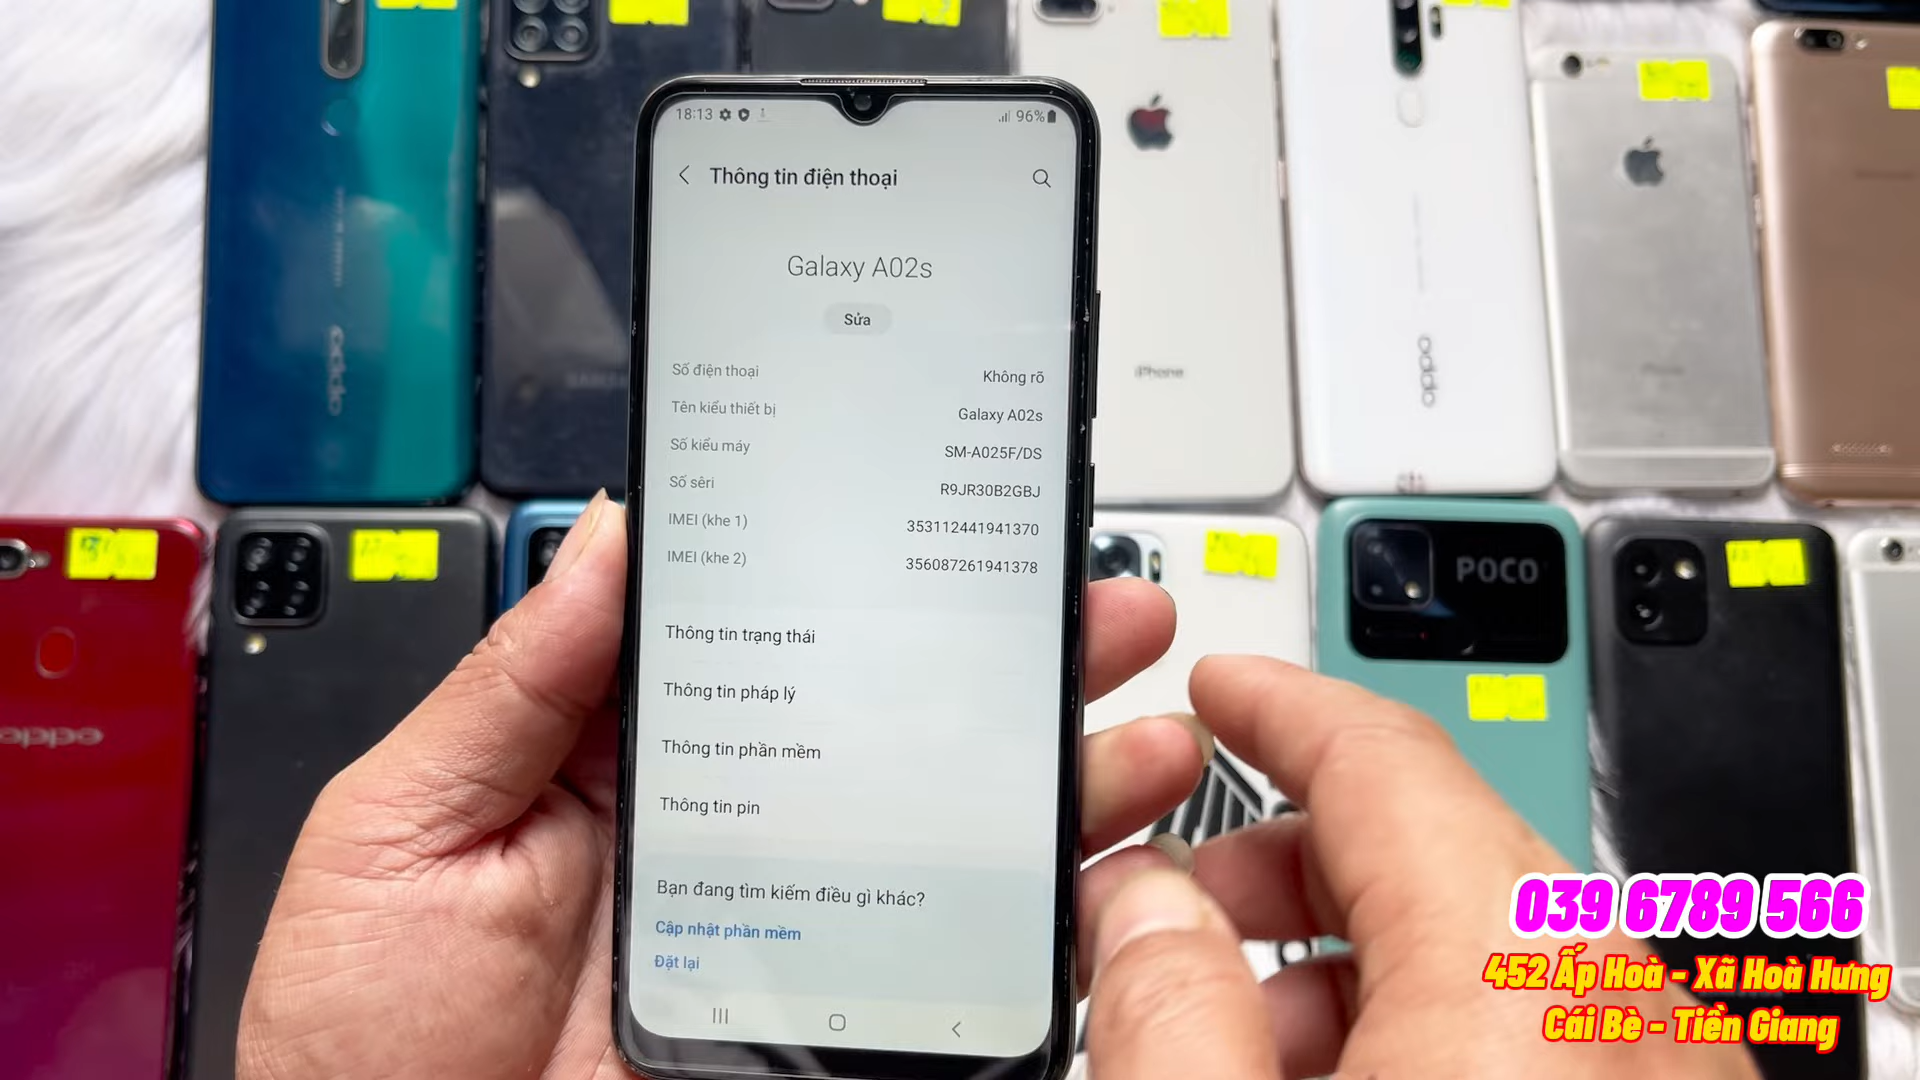 18:13
96%
Thông tin điện thoại
Galaxy A02s
Sửa
Số điện thoại
Không rõ
Tên kiểu thiết bị
Galaxy A02s
Số kiểu máy
SM-A025F/DS
Số sêri
R9JR30B2GBJ
IMEI (khe 1)
353112441941370
IMEI (khe 2)
356087261941378
Thông tin trạng thái
Thông tin pháp lý
Thông tin phần mềm
Thông tin pin
Bạn đang tìm kiếm điều gì khác?
Cập nhật phần mềm
Đặt lại
oppo
iPhone
oppo
oppo
POCO
039 6789 566
452 Ấp Hoà - Xã Hoà Hưng
Cái Bè - Tiền Giang